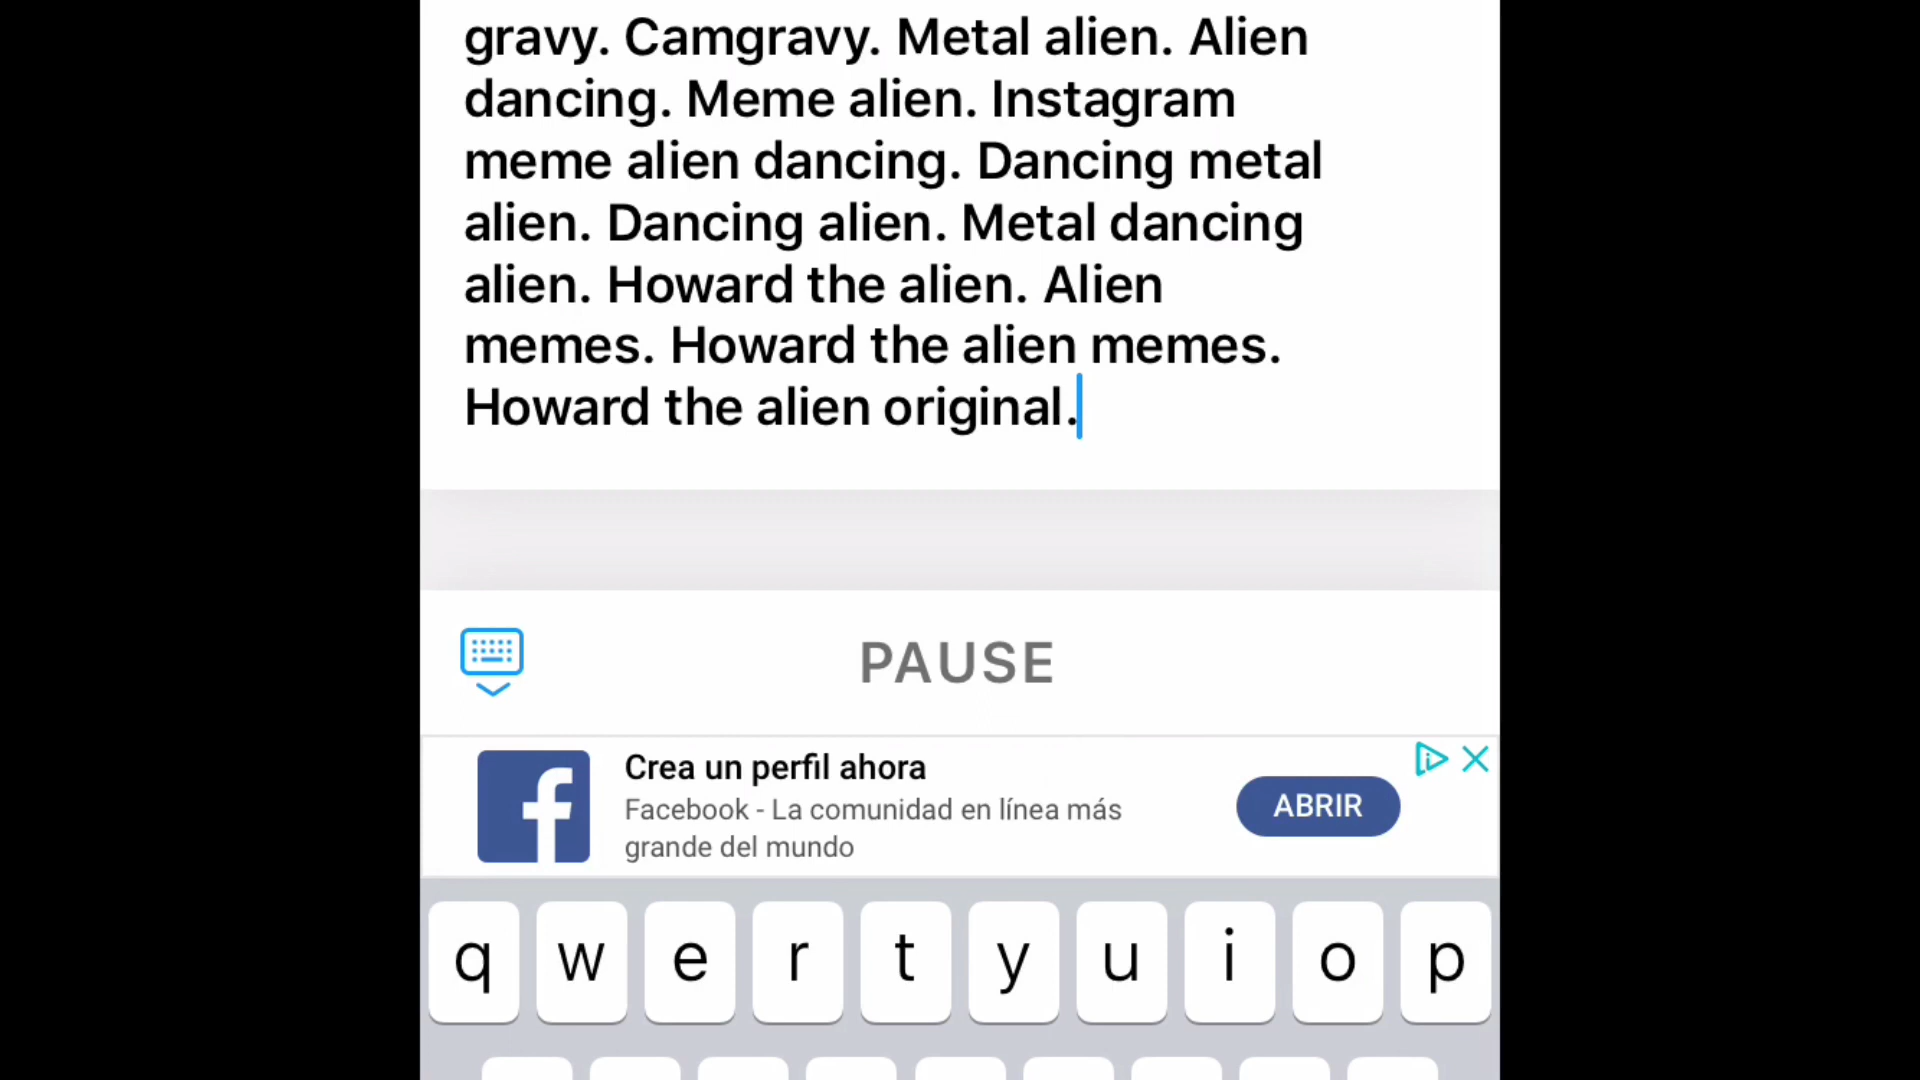 gravy. Camgravy. Metal alien. Alien
dancing. Meme alien. Instagram
meme alien dancing. Dancing metal
alien. Dancing alien. Metal dancing
alien. Howard the alien. Alien
memes. Howard the alien memes.
Howard the alien original.
PAUSE
Crea un perfil ahora
Facebook - La comunidad en línea más
grande del mundo
ABRIR
q w e r t y u i o p